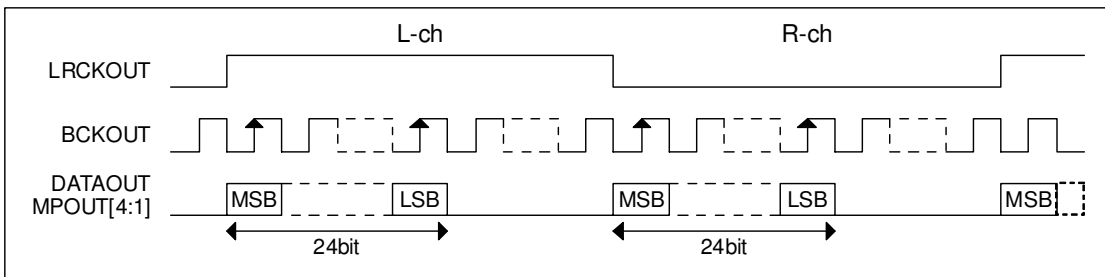 L-ch R-ch
LRCKOUT
BCKOUT
DATAOUT
MPOUT[4:1]
MSB LSB MSB LSB MSB
24bit 24bit